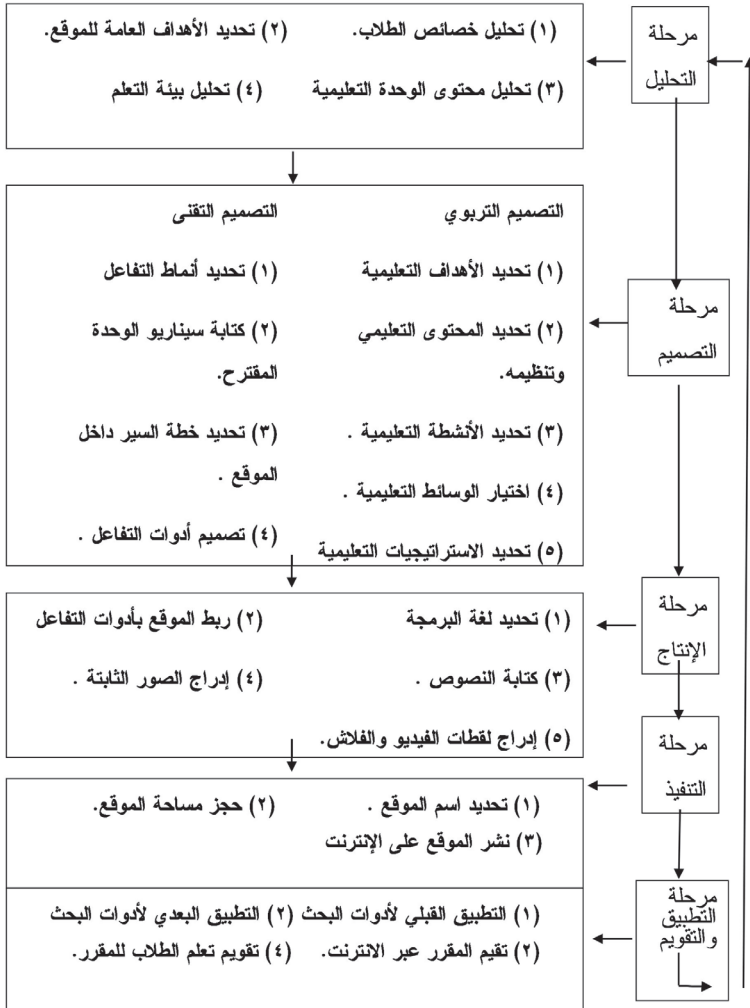 مرحلة
التحليل
(١) تحليل خصائص الطلاب. (٢) تحديد الأهداف العامة للموقع.
(٣) تحليل محتوى الوحدة التعليمية (٤) تحليل بيئة التعلم
مرحلة
التصميم
التصميم التربوي
(١) تحديد الأهداف التعليمية
(٢) تحديد المحتوى التعليمي
وتنظيمه.
(٣) تحديد الأنشطة التعليمية .
(٤) اختيار الوسائط التعليمية .
(٥) تحديد الاستراتيجيات التعليمية
التصميم التقنى
(١) تحديد أنماط التفاعل
(٢) كتابة سيناريو الوحدة
المقترح.
(٣) تحديد خطة السير داخل
الموقع .
(٤) تصميم أدوات التفاعل .
مرحلة
الإنتاج
(١) تحديد لغة البرمجة (٢) ربط الموقع بأدوات التفاعل
(٣) كتابة النصوص . (٤) إدراج الصور الثابتة .
(٥) إدراج لقطات الفيديو والفلاش.
مرحلة
التنفيذ
(١) تحديد اسم الموقع . (٢) حجز مساحة الموقع.
(٣) نشر الموقع على الإنترنت
مرحلة
التطبيق
والتقويم
(١) التطبيق القبلي لأدوات البحث (٢) التطبيق البعدي لأدوات البحث
(٢) تقيم المقرر عبر الانترنت. (٤) تقويم تعلم الطلاب للمقرر.